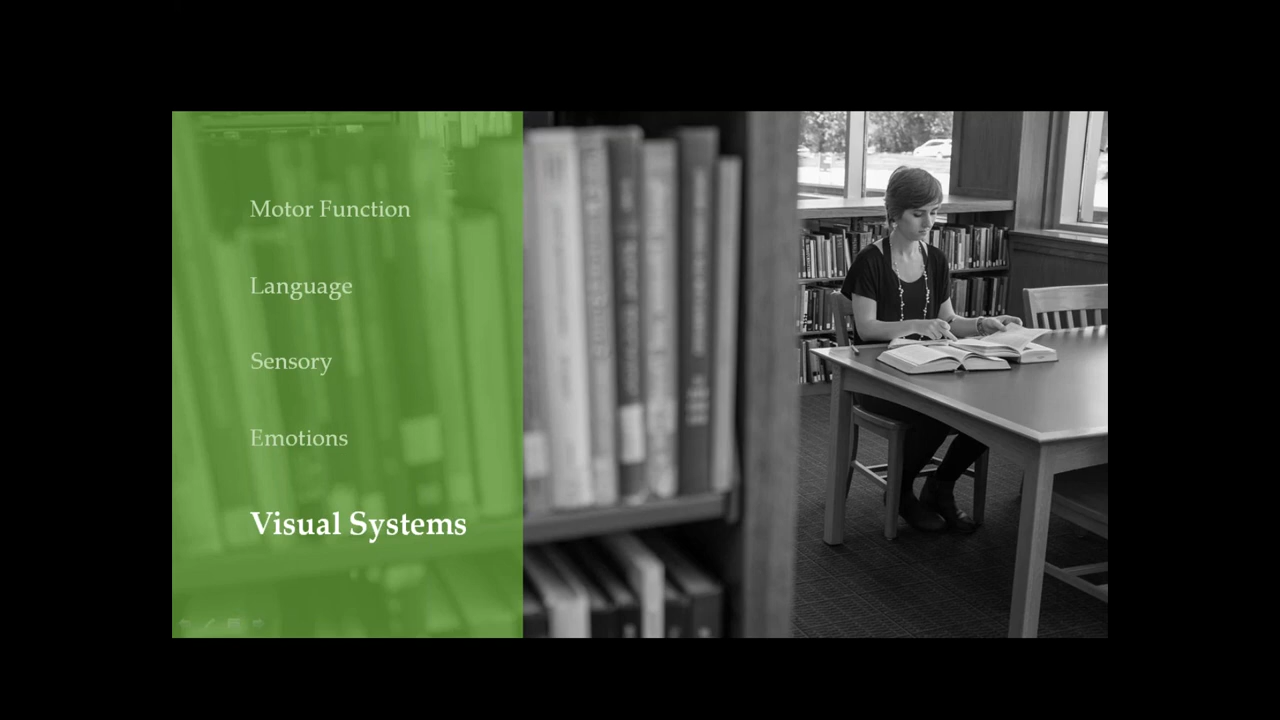 Motor Function
Language
Sensory
Emotions
Visual Systems